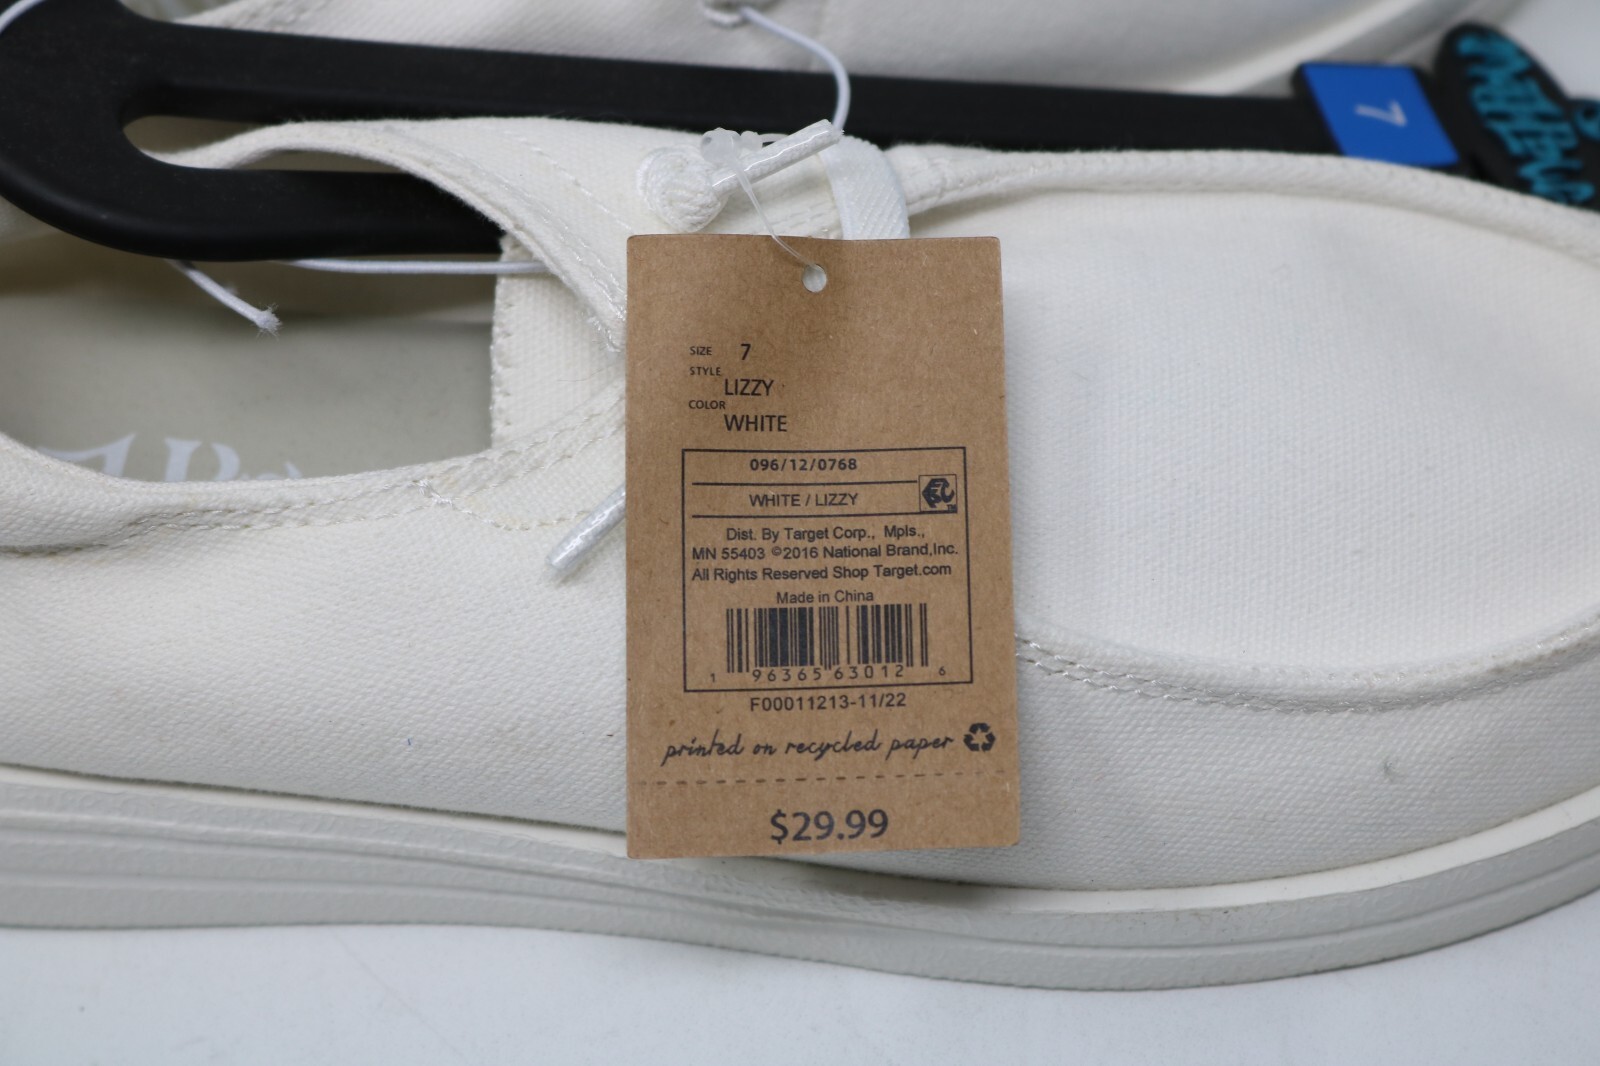 7
SIZE 7
STYLE
LIZZY
COLOR
WHITE
096/12/0768
WHITE / LIZZY
Dist. By Target Corp., Mpls.,
MN 55403 ©2016 National Brand,Inc.
All Rights Reserved Shop Target.com
Made in China
1 96365 63012 6
F00011213-11/22
printed on recycled paper
$29.99